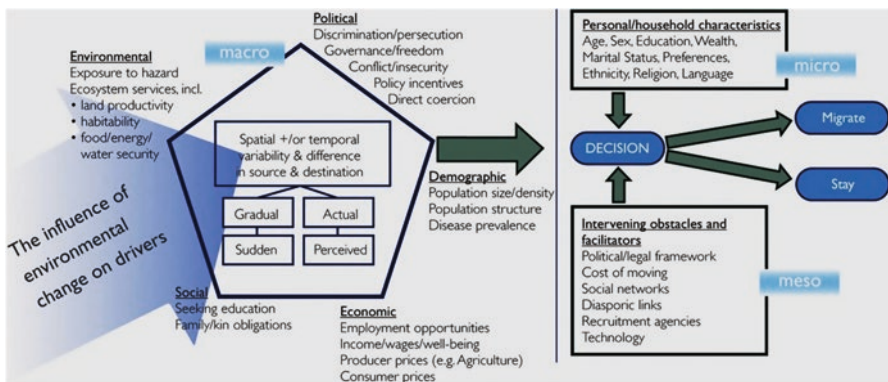 Political
Discrimination/persecution
Governance/freedom
Conflict/insecurity
Policy incentives
Direct coercion
macro
Environmental
Exposure to hazard
Ecosystem services, incl.
• land productivity
• habitability
• food/energy/
water security
The influence of
environmental
change on drivers
Spatial +/or temporal
variability & difference
in source & destination
Gradual
Actual
Sudden
Perceived
Demographic
Population size/density
Population structure
Disease prevalence
Social
Seeking education
Family/kin obligations
Economic
Employment opportunities
Income/wages/well-being
Producer prices (e.g. Agriculture)
Consumer prices
Personal/household characteristics
Age, Sex, Education, Wealth,
Marital Status, Preferences,
Ethnicity, Religion, Language
micro
DECISION
Migrate
Stay
Intervening obstacles and
facilitators
Political/legal framework
Cost of moving
Social networks
Diasporic links
Recruitment agencies
Technology
meso